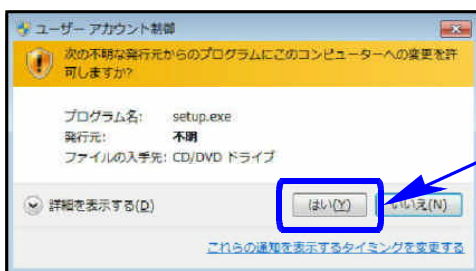 ユーザー アカウント制御
次の不明な発行元からのプログラムにこのコンピューターへの変更を許
可しますか?
プログラム名: setup.exe
発行元: 不明
ファイルの入手先: CD/DVD ドライブ
詳細を表示する(D)
はい(Y)
いいえ(N)
これらの通知を表示するタイミングを変更する